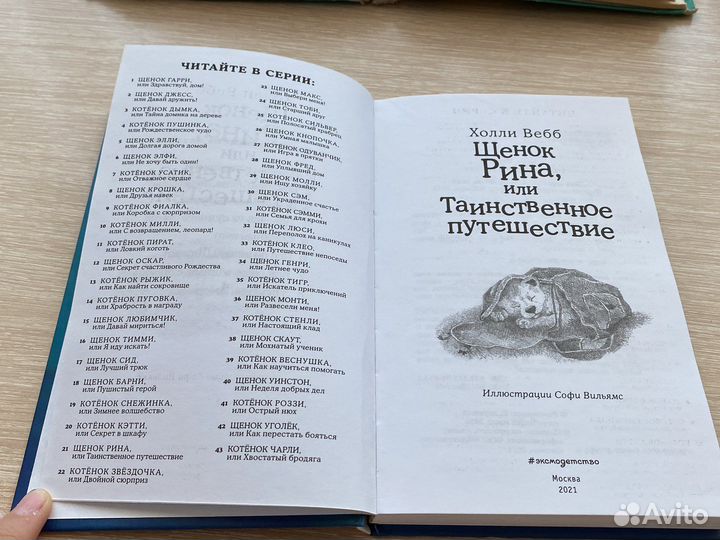 ЧИТАЙТЕ В СЕРИИ:
1 ЩЕНОК ГАРРИ,
или Здравствуй, дом!
2 ЩЕНОК ДЖЕСС,
или Давай дружить!
3 КОТЁНОК ДЫМКА,
или Тайна домика на дереве
4 КОТЁНОК ПУШИНКА,
или Рождественское чудо
5 ЩЕНОК ЭЛЛИ,
или Долгая дорога домой
6 ЩЕНОК ЭЛФИ,
или Не хочу быть один!
7 КОТЁНОК УСАТИК,
или Отважное сердце
8 ЩЕНОК КРОШКА,
или Друзья навек
9 КОТЁНОК ФИАЛКА,
или Коробка с сюрпризом
10 КОТЁНОК МИЛЛИ,
или С возвращением, леопард!
11 КОТЁНОК ПИРАТ,
или Ловкий коготь
12 ЩЕНОК ОСКАР,
или Секрет счастливого Рождества
13 КОТЁНОК РЫЖИК,
или Как найти сокровище
14 КОТЁНОК ПУГОВКА,
или Храбрость в награду
15 ЩЕНОК ЛЮБИМЧИК,
или Давай мириться!
16 ЩЕНОК ТИММИ,
или Я иду искать!
17 ЩЕНОК СИД,
или Лучший трюк
18 ЩЕНОК БАРНИ,
или Пушистый герой
19 КОТЁНОК СНЕЖИНКА,
или Зимнее волшебство
20 КОТЁНОК КЭТТИ,
или Секрет в шкафу
21 ЩЕНОК РИНА,
или Таинственное путешествие
22 КОТЁНОК ЗВЁЗДОЧКА,
или Двойной сюрприз
23 ЩЕНОК МАКС,
или Выбери меня!
24 ЩЕНОК ТОБИ,
или Старший друг
25 КОТЁНОК СИЛЬВЕР,
или Полосатый храбрец
26 ЩЕНОК КНОПОЧКА,
или Умная малышка
27 КОТЁНОК ОДУВАНЧИК,
или Игра в прятки
28 ЩЕНОК ФРЕД,
или Уплывший дом
29 ЩЕНОК МОЛЛИ,
или Ищу хозяйку
30 ЩЕНОК СЭМ,
или Украденное счастье
31 КОТЁНОК СЭММИ,
или Семья для крохи
32 ЩЕНОК ЛЮСИ,
или Переполох на каникулах
33 КОТЁНОК КЛЕО,
или Путешествие непоседы
34 ЩЕНОК ГЕНРИ,
или Летнее чудо
35 КОТЁНОК ТИГР,
или Искатель приключений
36 ЩЕНОК МОНТИ,
или Развесели меня!
37 КОТЁНОК СТЕНЛИ,
или Настоящий клад
38 ЩЕНОК СКАУТ,
или Мохнатый ученик
39 КОТЁНОК ВЕСНУШКА,
или Как научиться помогать
40 ЩЕНОК УИНСТОН,
или Неделя добрых дел
41 КОТЁНОК РОЗЗИ,
или Острый нюх
42 ЩЕНОК УГОЛЁК,
или Как перестать бояться
43 КОТЁНОК ЧАРЛИ,
или Хвостатый бродяга
Холли Вебб
Щенок
Рина,
или
Таинственное
путешествие
Иллюстрации Софи Вильямс
#эксмодетство
Москва
2021
Avito